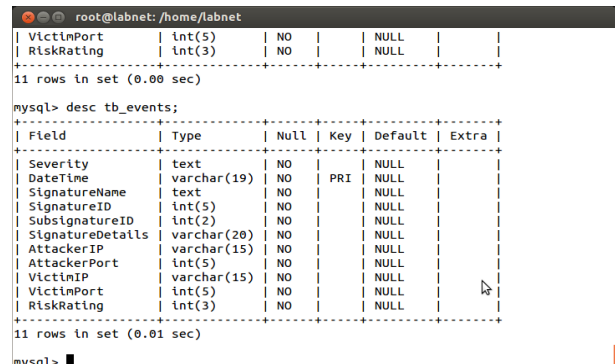 root@labnet: /home/labnet
| VictimPort       | int(5)      | NO   |     | NULL    |       |
| RiskRating       | int(3)      | NO   |     | NULL    |       |
+------------------+-------------+------+-----+---------+-------+
11 rows in set (0.00 sec)
mysql> desc tb_events;
+------------------+-------------+------+-----+---------+-------+
| Field            | Type        | Null | Key | Default | Extra |
+------------------+-------------+------+-----+---------+-------+
| Severity         | text        | NO   |     | NULL    |       |
| DateTime         | varchar(19) | NO   | PRI | NULL    |       |
| SignatureName    | text        | NO   |     | NULL    |       |
| SignatureID      | int(5)      | NO   |     | NULL    |       |
| SubsignatureID   | int(2)      | NO   |     | NULL    |       |
| SignatureDetails | varchar(20) | NO   |     | NULL    |       |
| AttackerIP       | varchar(15) | NO   |     | NULL    |       |
| AttackerPort     | int(5)      | NO   |     | NULL    |       |
| VictimIP         | varchar(15) | NO   |     | NULL    |       |
| VictimPort       | int(5)      | NO   |     | NULL    |       |
| RiskRating       | int(3)      | NO   |     | NULL    |       |
+------------------+-------------+------+-----+---------+-------+
11 rows in set (0.01 sec)
mysql>